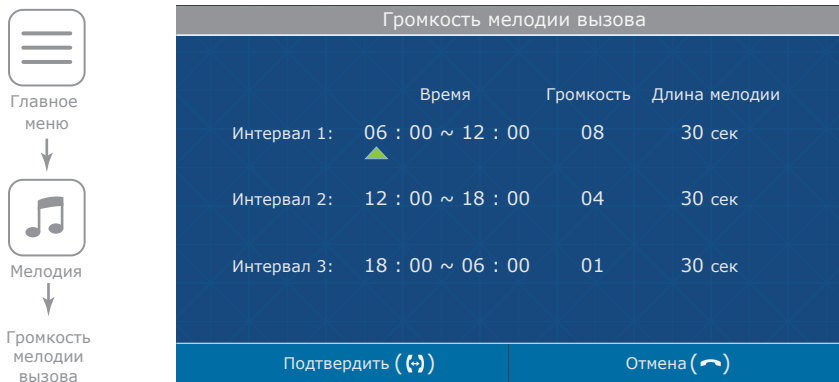 Главное
меню
Мелодия
Громкость
мелодии
вызова
Громкость мелодии вызова
Время Громкость Длина мелодии
Интервал 1: 06 : 00 ~ 12 : 00 08 30 сек
Интервал 2: 12 : 00 ~ 18 : 00 04 30 сек
Интервал 3: 18 : 00 ~ 06 : 00 01 30 сек
Подтвердить ( ) Отмена ( )